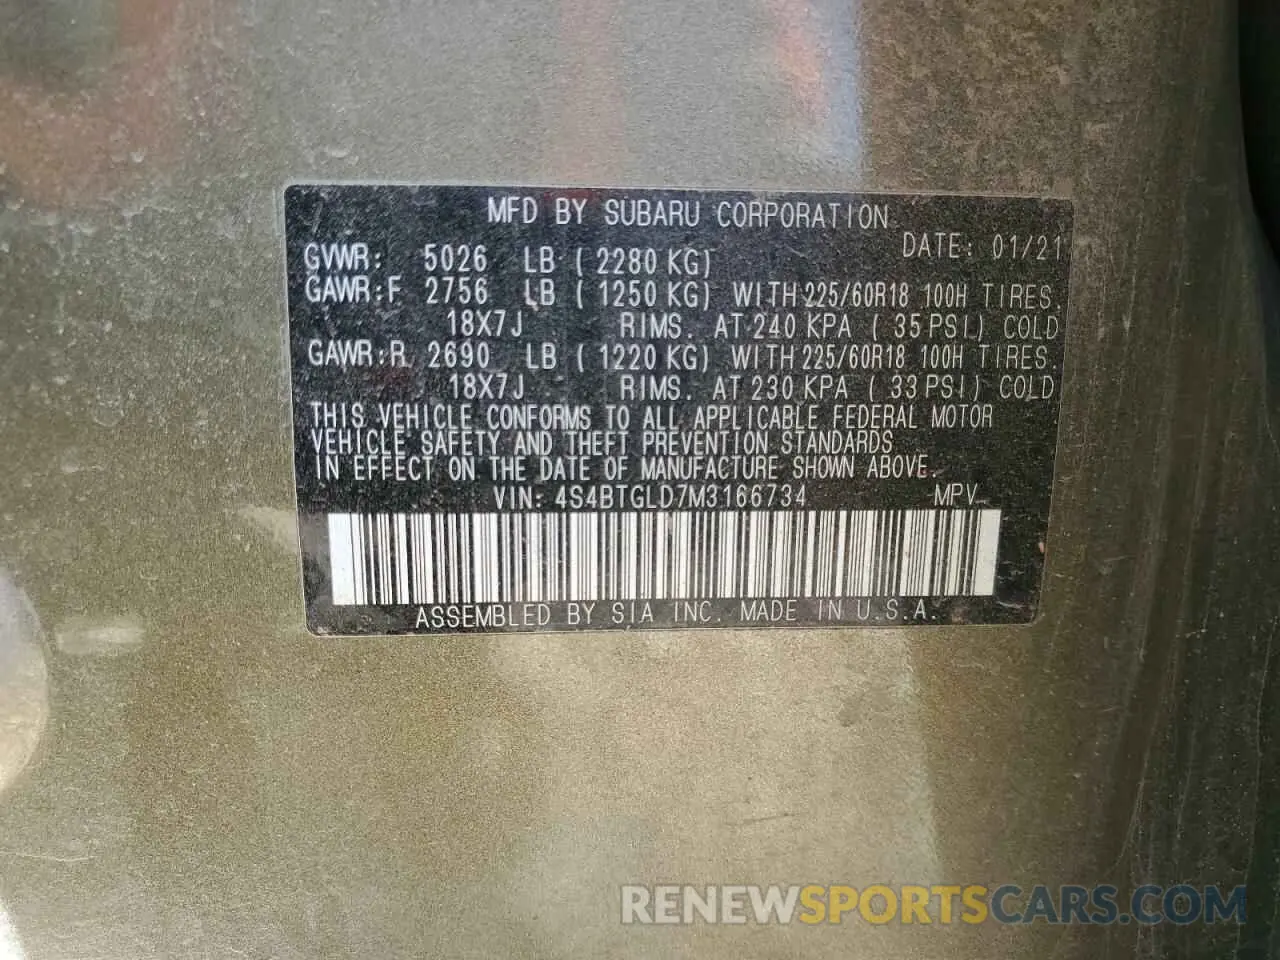 MFD BY SUBARU CORPORATION
DATE: 01/21
GVWR: 5026 LB ( 2280 KG)
GAWR:F 2756 LB ( 1250 KG) WITH 225/60R18 100H TIRES.
18X7J RIMS. AT 240 KPA ( 35 PSI) COLD
GAWR:R 2690 LB ( 1220 KG) WITH 225/60R18 100H TIRES.
18X7J RIMS. AT 230 KPA ( 33 PSI) COLD
THIS VEHICLE CONFORMS TO ALL APPLICABLE FEDERAL MOTOR
VEHICLE SAFETY AND THEFT PREVENTION STANDARDS
IN EFFECT ON THE DATE OF MANUFACTURE SHOWN ABOVE.
VIN: 4S4BTGLD7M3166734 MPV
ASSEMBLED BY SIA INC. MADE IN U.S.A.
RENEWSPORTSCARS.COM